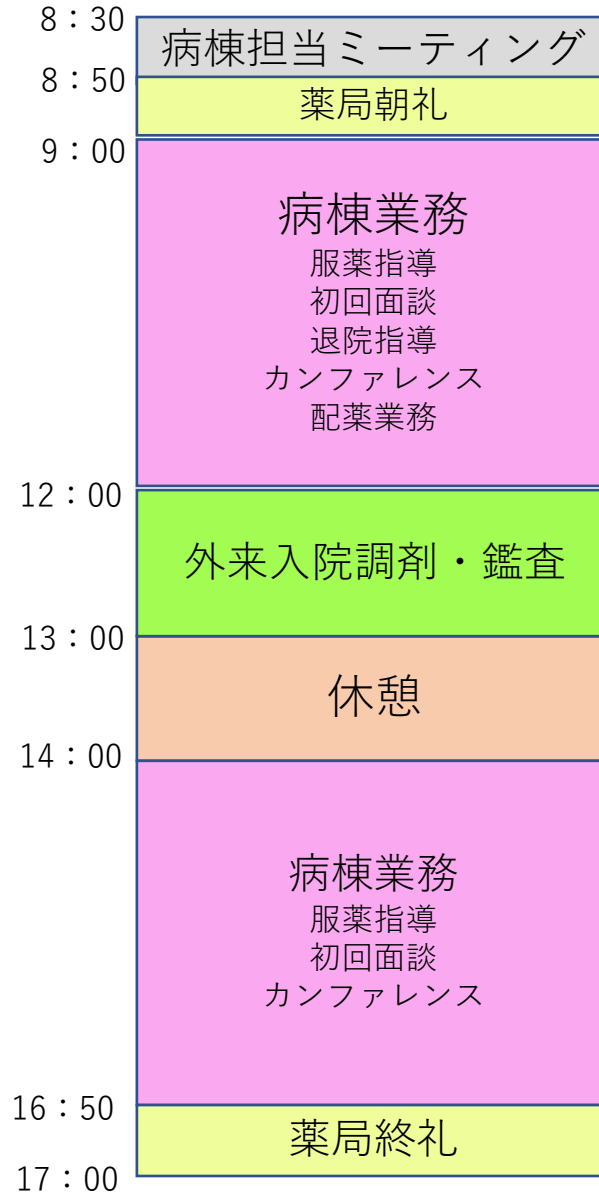 8：30
病棟担当ミーティング
8：50
薬局朝礼
9：00
病棟業務
服薬指導
初回面談
退院指導
カンファレンス
配薬業務
12：00
外来入院調剤・鑑査
13：00
休憩
14：00
病棟業務
服薬指導
初回面談
カンファレンス
16：50
薬局終礼
17：00